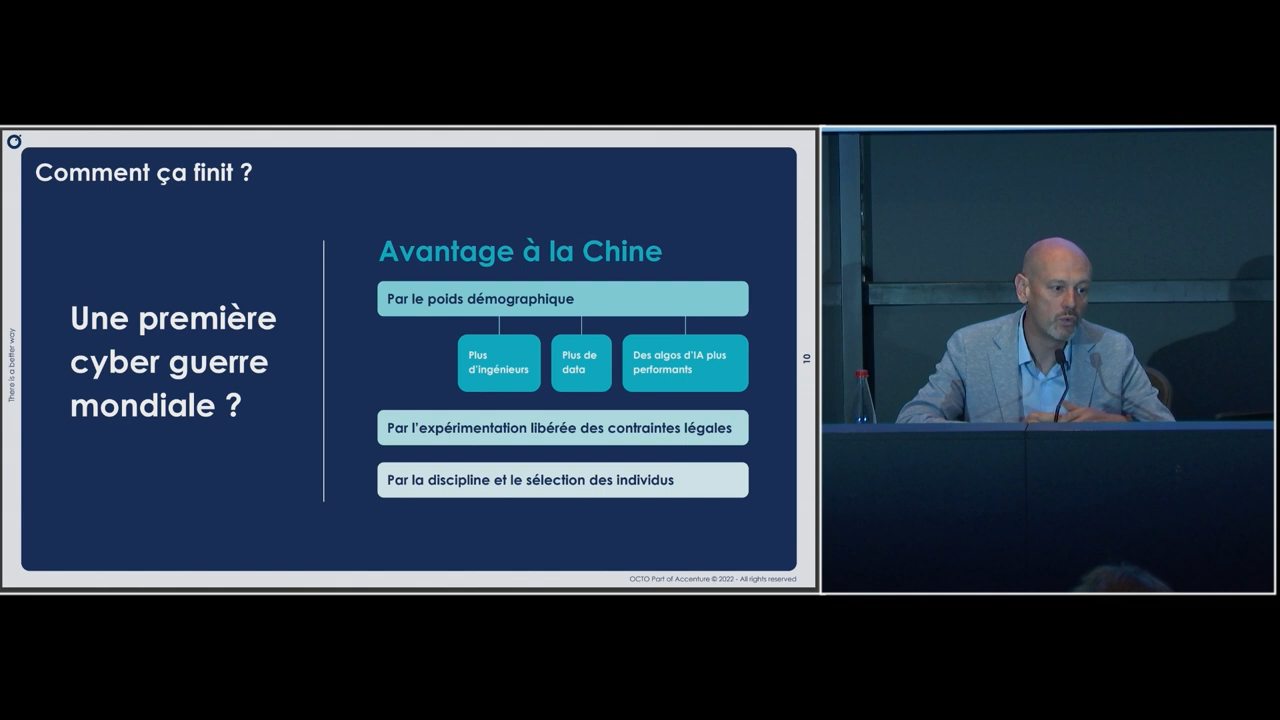 Comment ça finit ?
Une première
cyber guerre
mondiale ?
Avantage à la Chine
Par le poids démographique
Plus
d'ingénieurs
Plus de
data
Des algos d'IA plus
performants
Par l'expérimentation libérée des contraintes légales
Par la discipline et le sélection des individus
There is a better way
10
OCTO Part of Accenture © 2022 - All rights reserved